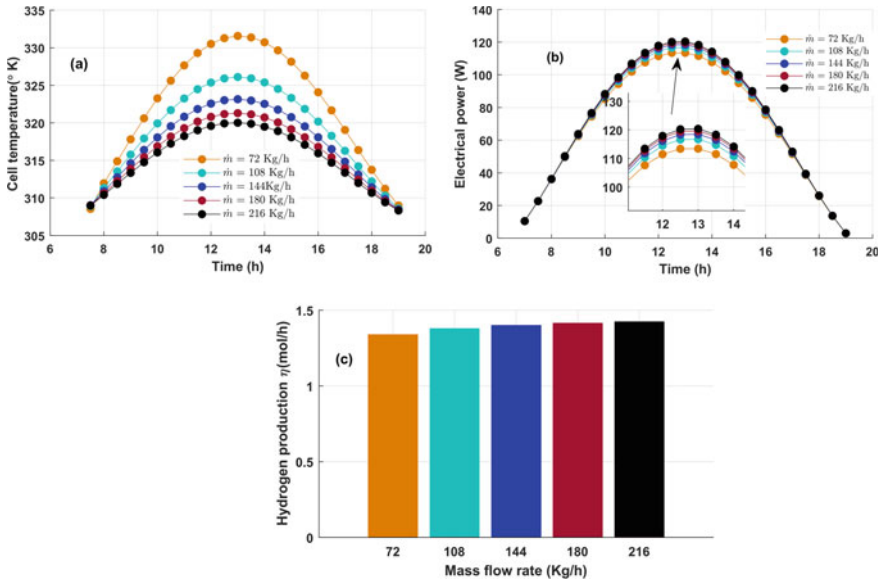 335
330
325
320
315
310
305
6
8
10
12
14
16
18
20
Cell temperature(° K)
Time (h)
(a)
ṁ = 72 Kg/h
ṁ = 108 Kg/h
ṁ = 144Kg/h
ṁ = 180 Kg/h
ṁ = 216 Kg/h
140
120
100
80
60
40
20
0
6
8
10
12
14
16
18
20
Electrical power (W)
Time (h)
(b)
ṁ = 72 Kg/h
ṁ = 108 Kg/h
ṁ = 144 Kg/h
ṁ = 180 Kg/h
ṁ = 216 Kg/h
130
120
110
100
12
13
14
1.5
1
0.5
0
Hydrogen production η(mol/h)
(c)
72
108
144
180
216
Mass flow rate (Kg/h)